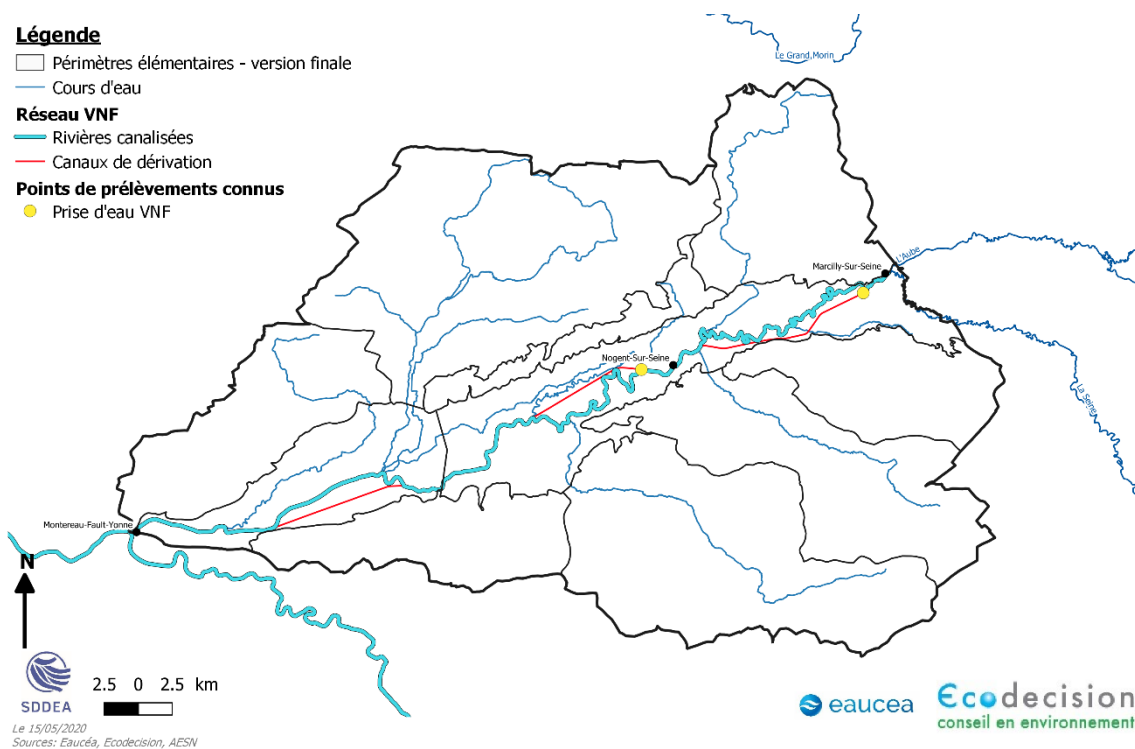 Légende
Périmètres élémentaires - version finale
Cours d'eau
Réseau VNF
Rivières canalisées
Canaux de dérivation
Points de prélèvements connus
Prise d'eau VNF
Le Grand Morin
L'Aube
Marcilly-Sur-Seine
Nogent-Sur-Seine
La Seine
Montereau-Fault-Yonne
N
SDDEA
2.5 0 2.5 km
eaucea
Ecodecision
conseil en environnement
Le 15/05/2020
Sources: Eaucéa, Ecodecision, AESN